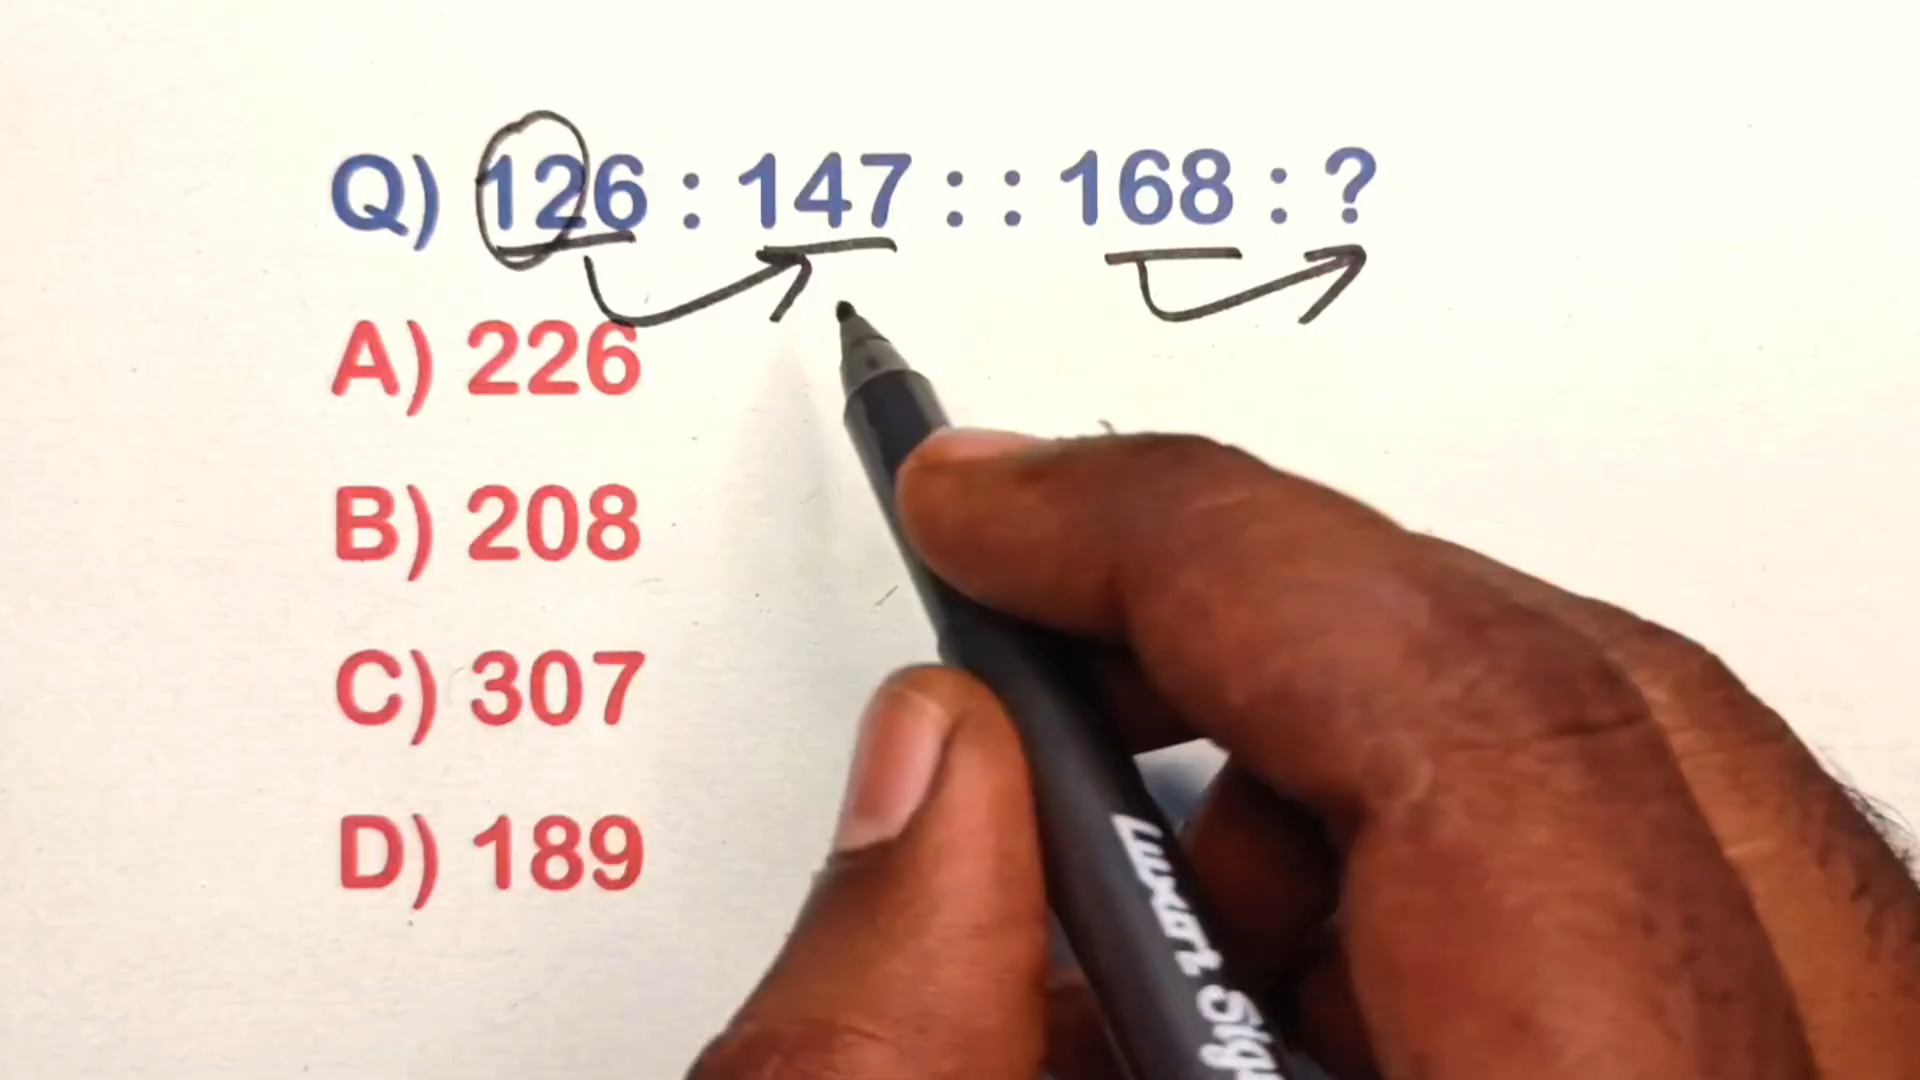 Q) 126 : 147 : : 168 : ?
A) 226
B) 208
C) 307
D) 189